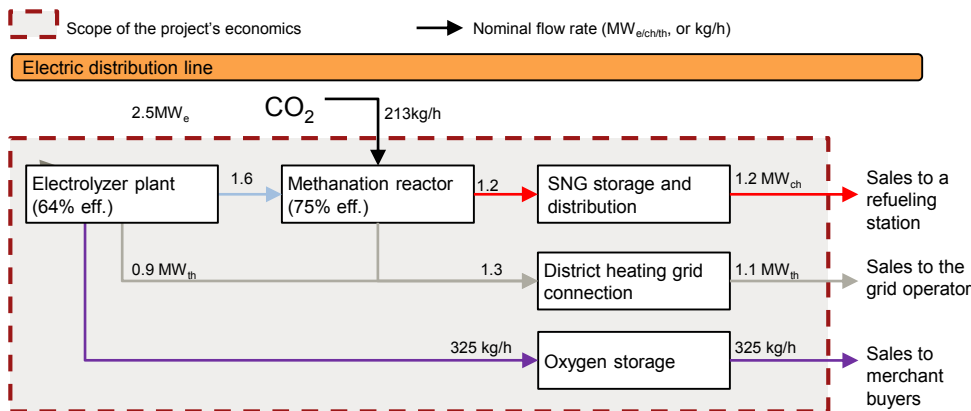 Scope of the project's economics
Nominal flow rate (MWe/ch/th, or kg/h)
Electric distribution line
2.5MWe
CO2
213kg/h
Electrolyzer plant
(64% eff.)
1.6
Methanation reactor
(75% eff.)
1.2
SNG storage and
distribution
1.2 MWch
Sales to a
refueling
station
0.9 MWth
1.3
District heating grid
connection
1.1 MWth
Sales to the
grid operator
325 kg/h
Oxygen storage
325 kg/h
Sales to
merchant
buyers